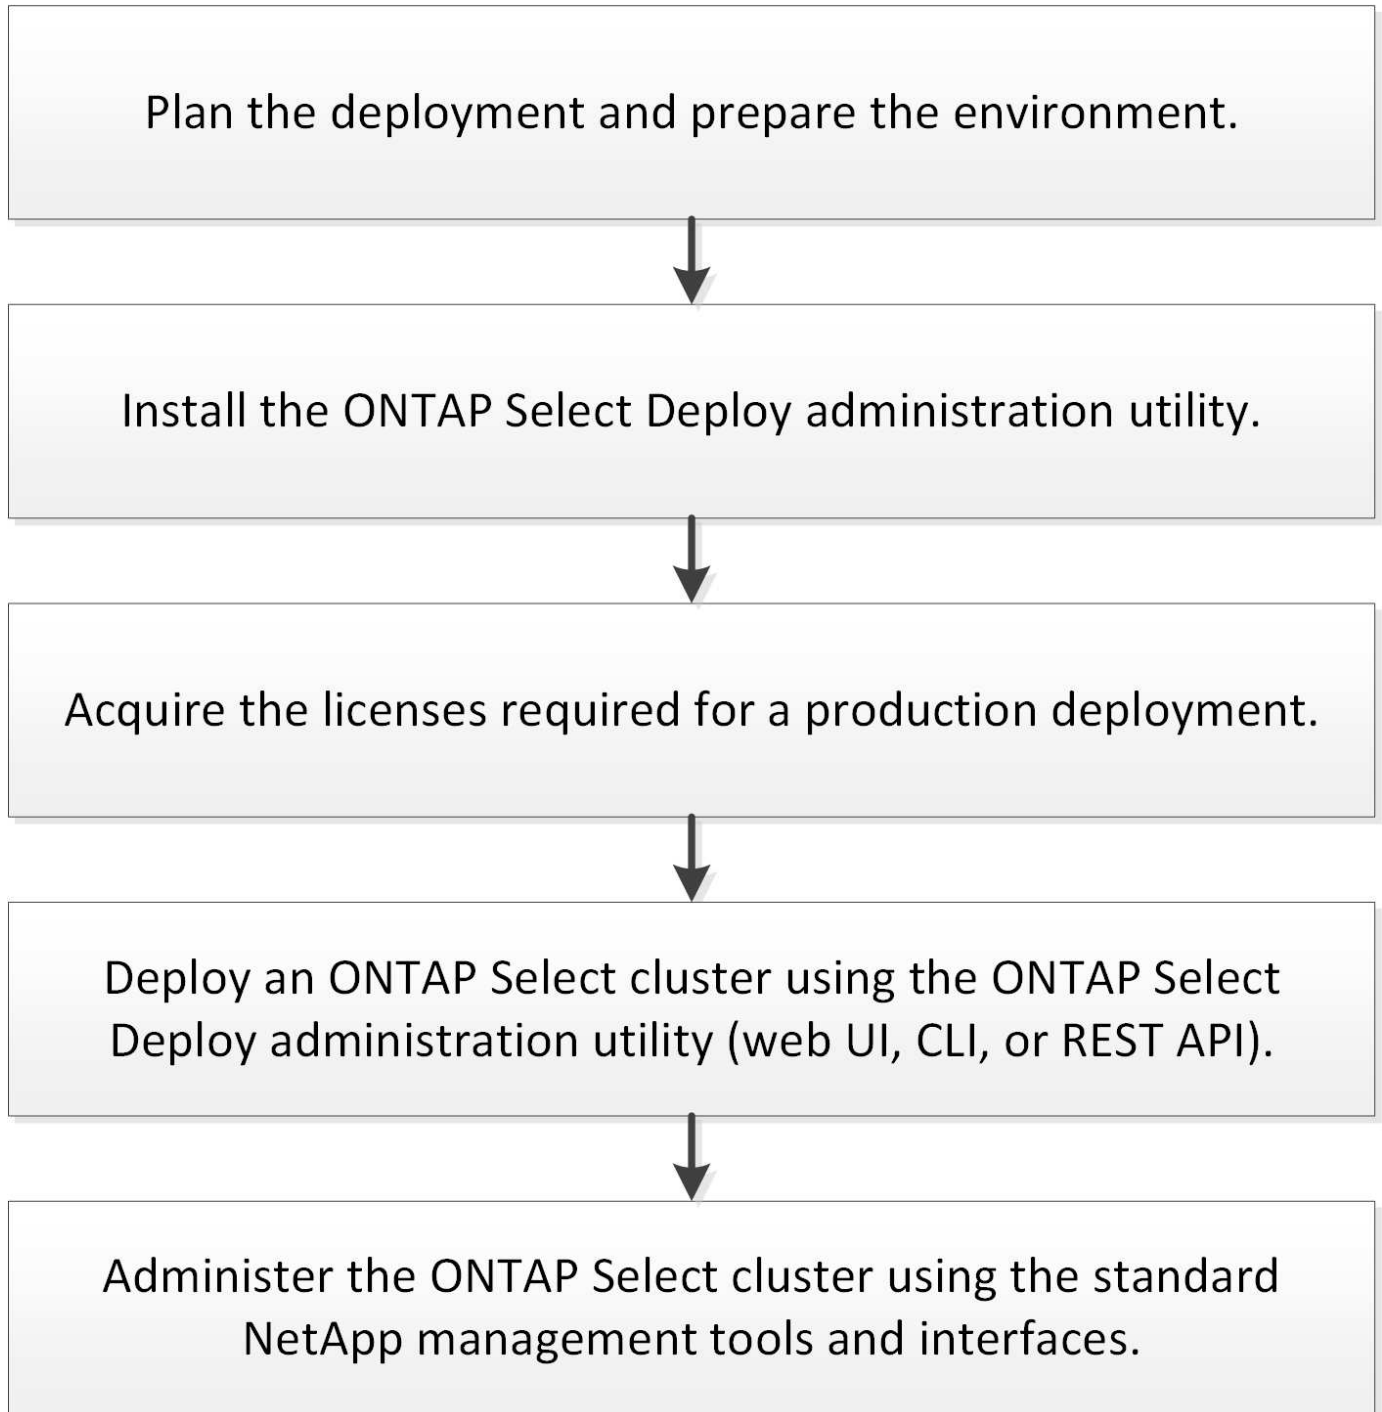 Plan the deployment and prepare the environment.
Install the ONTAP Select Deploy administration utility.
Acquire the licenses required for a production deployment.
Deploy an ONTAP Select cluster using the ONTAP Select
Deploy administration utility (web UI, CLI, or REST API).
Administer the ONTAP Select cluster using the standard
NetApp management tools and interfaces.